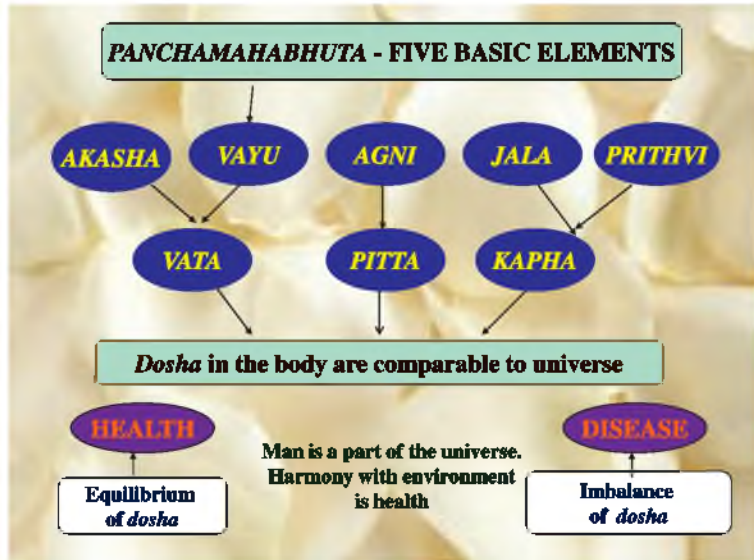 PANCHAMAHABHUTA - FIVE BASIC ELEMENTS
AKASHA
VAYU
AGNI
JALA
PRITHVI
VATA
PITTA
KAPHA
Dosha in the body are comparable to universe
HEALTH
DISEASE
Man is a part of the universe.
Harmony with environment
is health
Equilibrium
of dosha
Imbalance
of dosha